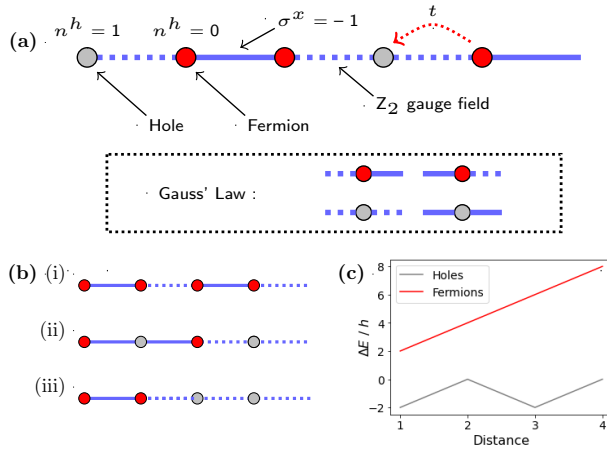 (a)
n^h = 1
n^h = 0
σ^x = −1
t
Hole
Fermion
Z₂ gauge field
Gauss' Law :
(b)
(i)
(ii)
(iii)
(c)
Holes
Fermions
ΔE / h
8
6
4
2
0
−2
1
2
3
4
Distance